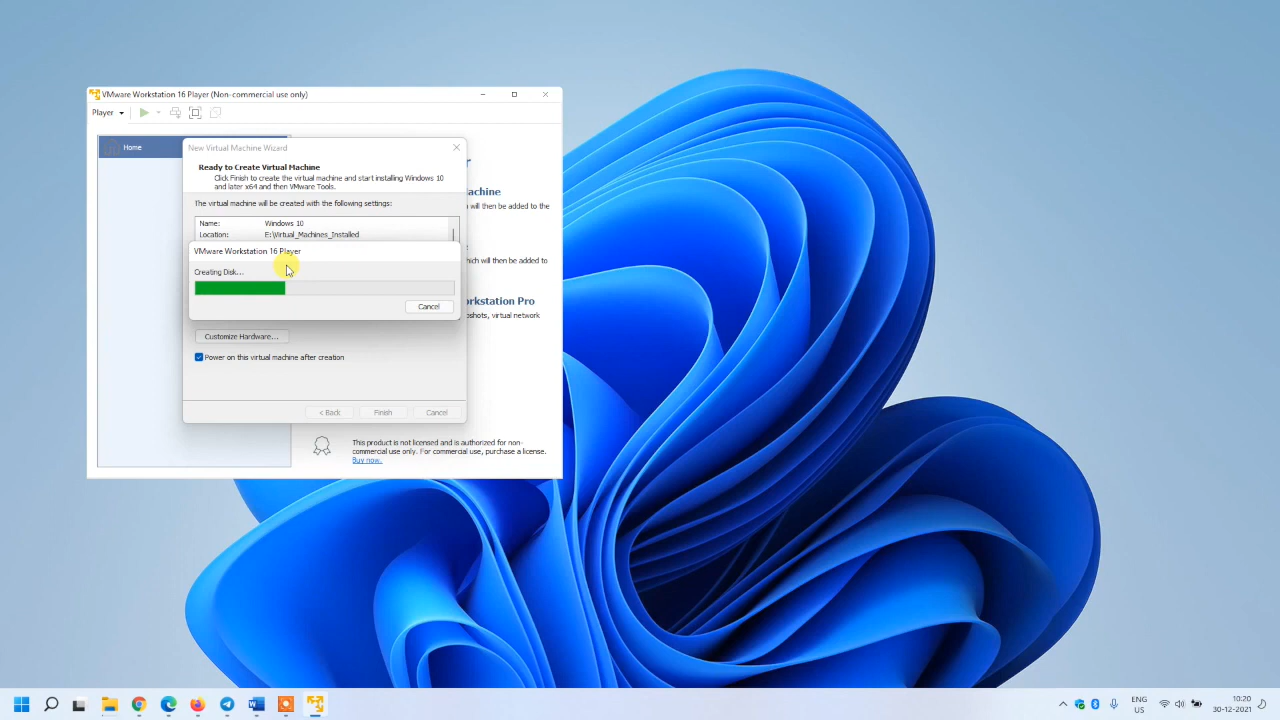 VMware Workstation 16 Player (Non-commercial use only)
Player
Home
New Virtual Machine Wizard
Ready to Create Virtual Machine
Click Finish to create the virtual machine and start installing Windows 10
and later x64 and then VMware Tools.
The virtual machine will be created with the following settings:
Name: Windows 10
Location: E:\Virtual_Machines_Installed
VMware Workstation 16 Player
Creating Disk...
Cancel
Customize Hardware...
Power on this virtual machine after creation
< Back Finish Cancel
r
achine
will then be added to the
hich will then be added to
rkstation Pro
pshots, virtual network
This product is not licensed and is authorized for non-
commercial use only. For commercial use, purchase a license.
Buy now.
ENG
US
10:20
30-12-2021